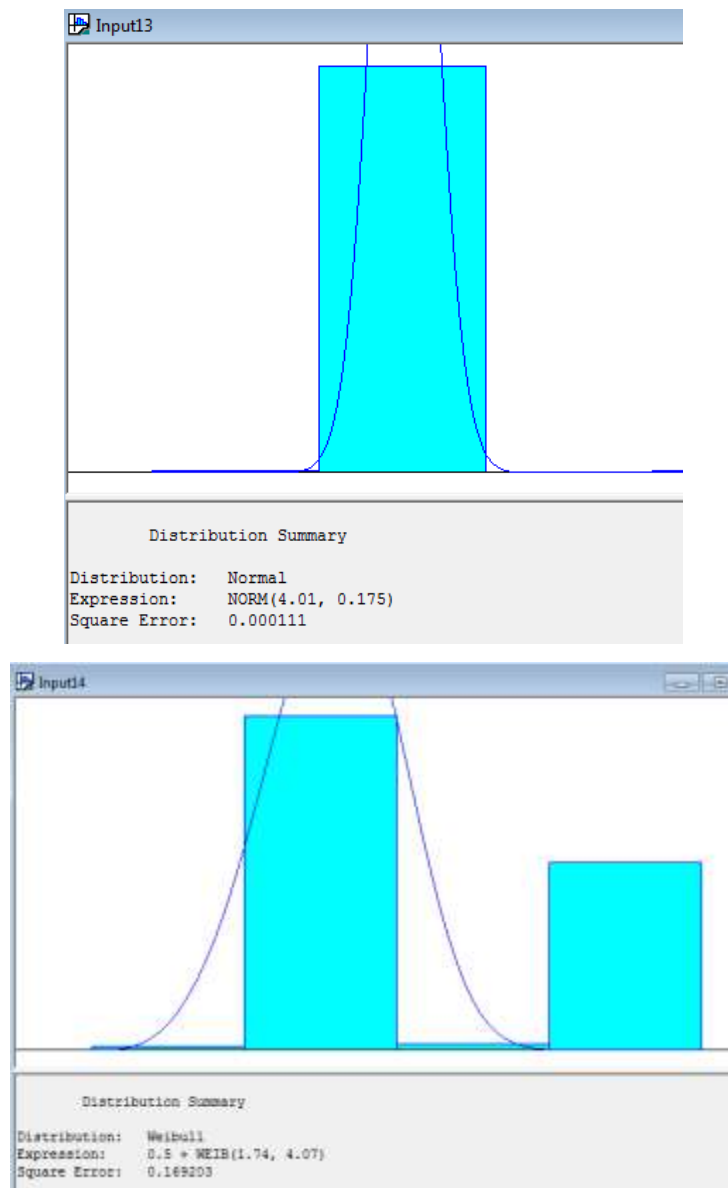 Input13
Distribution Summary
Distribution: Normal
Expression: NORM(4.01, 0.175)
Square Error: 0.000111
Input14
Distribution Summary
Distribution: Weibull
Expression: 0.5 + WEIB(1.74, 4.07)
Square Error: 0.169203